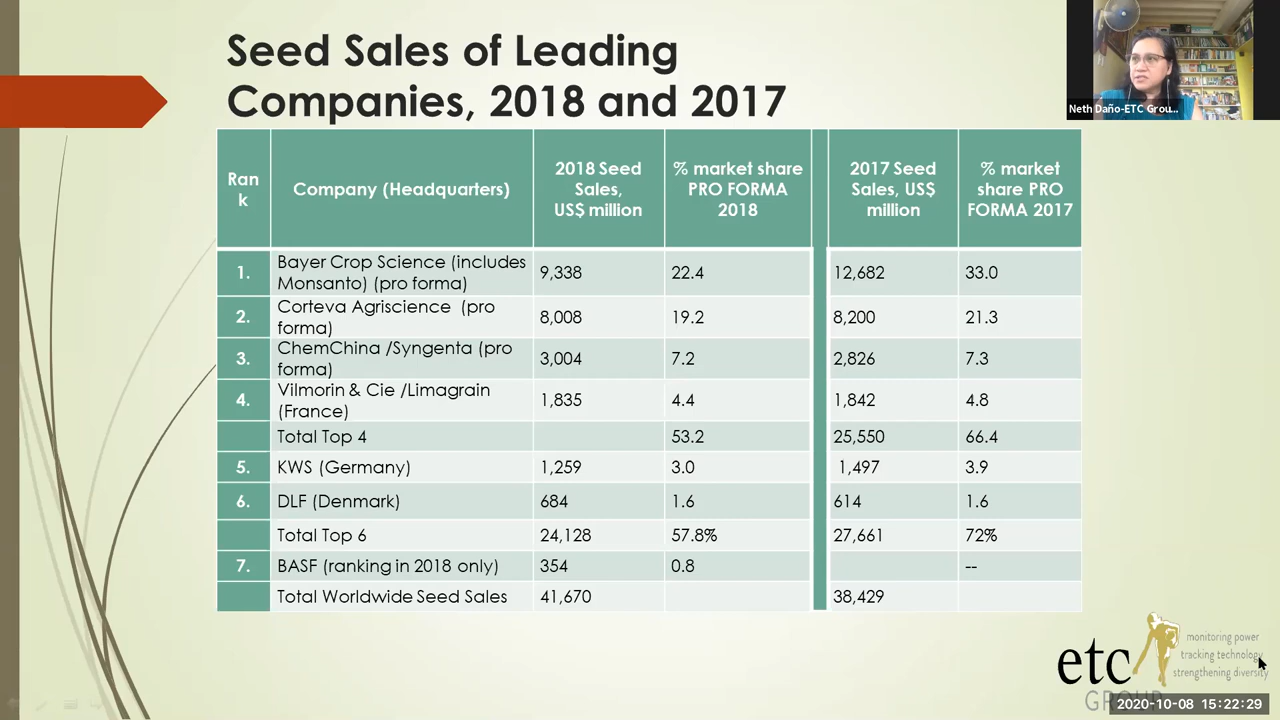 Seed Sales of Leading
Companies, 2018 and 2017
Neth Daño-ETC Grou...
Ran
k
Company (Headquarters)
2018 Seed
Sales,
US$ million
% market share
PRO FORMA
2018
2017 Seed
Sales, US$
million
% market
share PRO
FORMA 2017
1.
Bayer Crop Science (includes
Monsanto) (pro forma)
9,338
22.4
12,682
33.0
2.
Corteva Agriscience (pro
forma)
8,008
19.2
8,200
21.3
3.
ChemChina /Syngenta (pro
forma)
3,004
7.2
2,826
7.3
4.
Vilmorin & Cie /Limagrain
(France)
1,835
4.4
1,842
4.8
Total Top 4
53.2
25,550
66.4
5.
KWS (Germany)
1,259
3.0
1,497
3.9
6.
DLF (Denmark)
684
1.6
614
1.6
Total Top 6
24,128
57.8%
27,661
72%
7.
BASF (ranking in 2018 only)
354
0.8
--
Total Worldwide Seed Sales
41,670
38,429
etc
GROUP
monitoring power
tracking technology
strengthening diversity
2020-10-08 15:22:29